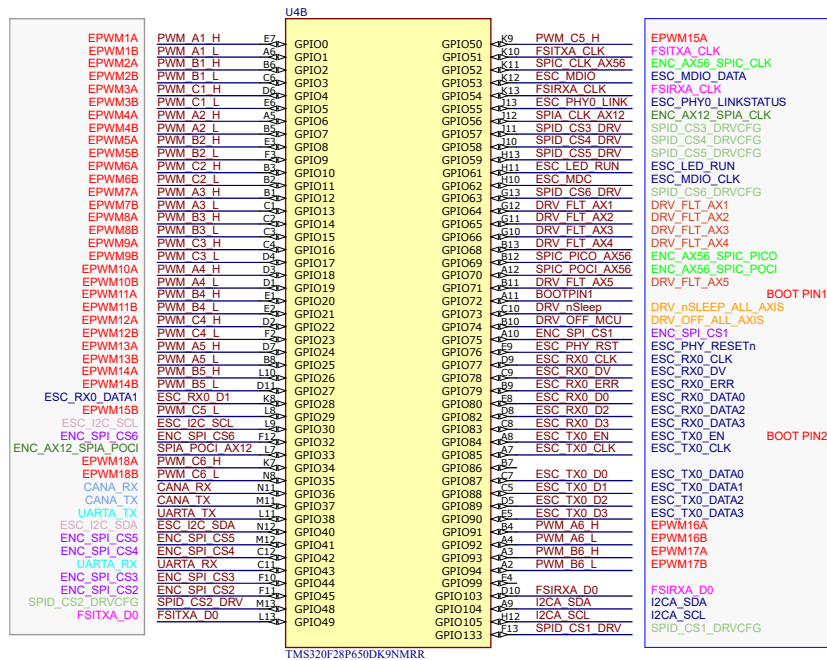 U4B
EPWM1A PWM_A1_H E7 GPIO0 GPIO50 K9 PWM_C5_H EPWM15A
EPWM1B PWM_A1_L A6 GPIO1 GPIO51 K10 FSITXA_CLK FSITXA_CLK
EPWM2A PWM_B1_H B6 GPIO2 GPIO52 K11 SPIC_CLK_AX56 ENC_AX56_SPIC_CLK
EPWM2B PWM_B1_L C6 GPIO3 GPIO53 K12 ESC_MDIO ESC_MDIO_DATA
EPWM3A PWM_C1_H D6 GPIO4 GPIO54 K13 FSIRXA_CLK FSIRXA_CLK
EPWM3B PWM_C1_L E6 GPIO5 GPIO55 J13 ESC_PHY0_LINK ESC_PHY0_LINKSTATUS
EPWM4A PWM_A2_H A5 GPIO6 GPIO56 J12 SPIA_CLK_AX12 ENC_AX12_SPIA_CLK
EPWM4B PWM_A2_L B5 GPIO7 GPIO57 J11 SPID_CS3_DRV SPID_CS3_DRVCFG
EPWM5A PWM_B2_H E3 GPIO8 GPIO58 J10 SPID_CS4_DRV SPID_CS4_DRVCFG
EPWM5B PWM_B2_L F3 GPIO9 GPIO59 H13 SPID_CS5_DRV SPID_CS5_DRVCFG
EPWM6A PWM_C2_H B3 GPIO10 GPIO61 H11 ESC_LED_RUN ESC_LED_RUN
EPWM6B PWM_C2_L B2 GPIO11 GPIO62 H10 ESC_MDC ESC_MDIO_CLK
EPWM7A PWM_A3_H B1 GPIO12 GPIO63 G13 SPID_CS6_DRV SPID_CS6_DRVCFG
EPWM7B PWM_A3_L C1 GPIO13 GPIO64 G12 DRV_FLT_AX1 DRV_FLT_AX1
EPWM8A PWM_B3_H C2 GPIO14 GPIO65 G11 DRV_FLT_AX2 DRV_FLT_AX2
EPWM8B PWM_B3_L C3 GPIO15 GPIO66 G10 DRV_FLT_AX3 DRV_FLT_AX3
EPWM9A PWM_C3_H C4 GPIO16 GPIO68 B13 DRV_FLT_AX4 DRV_FLT_AX4
EPWM9B PWM_C3_L D3 GPIO17 GPIO69 B12 SPIC_PICO_AX56 ENC_AX56_SPIC_PICO
EPWM10A PWM_A4_H D4 GPIO18 GPIO70 A12 SPIC_POCI_AX56 ENC_AX56_SPIC_POCI
EPWM10B PWM_A4_L D1 GPIO19 GPIO71 B11 DRV_FLT_AX5 DRV_FLT_AX5
EPWM11A PWM_B4_H E1 GPIO20 GPIO72 A11 BOOTPIN1 BOOT PIN1
EPWM11B PWM_B4_L E2 GPIO21 GPIO73 C10 DRV_nSleep DRV_nSLEEP_ALL_AXIS
EPWM12A PWM_C4_H D2 GPIO22 GPIO74 B10 DRV_OFF_MCU DRV_OFF_ALL_AXIS
EPWM12B PWM_C4_L F2 GPIO23 GPIO75 A10 ENC_SPI_CS1 ENC_SPI_CS1
EPWM13A PWM_A5_H D7 GPIO24 GPIO76 E9 ESC_PHY_RST ESC_PHY_RESETn
EPWM13B PWM_A5_L B8 GPIO25 GPIO77 D9 ESC_RX0_CLK ESC_RX0_CLK
EPWM14A PWM_B5_H L10 GPIO26 GPIO78 C9 ESC_RX0_DV ESC_RX0_DV
EPWM14B PWM_B5_L D11 GPIO27 GPIO79 B9 ESC_RX0_ERR ESC_RX0_ERR
ESC_RX0_DATA1 ESC_RX0_D1 K8 GPIO28 GPIO80 E8 ESC_RX0_D0 ESC_RX0_DATA0
EPWM15B PWM_C5_L L8 GPIO29 GPIO82 D8 ESC_RX0_D2 ESC_RX0_DATA2
ESC_I2C_SCL ESC_I2C_SCL L9 GPIO30 GPIO83 C8 ESC_RX0_D3 ESC_RX0_DATA3
ENC_SPI_CS6 ENC_SPI_CS6 F12 GPIO32 GPIO84 A8 ESC_TX0_EN ESC_TX0_EN BOOT PIN2
ENC_AX12_SPIA_POCI SPIA_POCI_AX12 L7 GPIO33 GPIO85 A7 ESC_TX0_CLK ESC_TX0_CLK
EPWM18A PWM_C6_H K7 GPIO34 GPIO86 B7
EPWM18B PWM_C6_L N8 GPIO35 GPIO87 C7 ESC_TX0_D0 ESC_TX0_DATA0
CANA_RX CANA_RX N11 GPIO36 GPIO88 C5 ESC_TX0_D1 ESC_TX0_DATA1
CANA_TX CANA_TX M11 GPIO37 GPIO89 D5 ESC_TX0_D2 ESC_TX0_DATA2
UARTA_TX UARTA_TX L11 GPIO38 GPIO90 E5 ESC_TX0_D3 ESC_TX0_DATA3
ESC_I2C_SDA ESC_I2C_SDA N12 GPIO40 GPIO91 B4 PWM_A6_H EPWM16A
ENC_SPI_CS5 ENC_SPI_CS5 M12 GPIO41 GPIO92 A4 PWM_A6_L EPWM16B
ENC_SPI_CS4 ENC_SPI_CS4 C12 GPIO42 GPIO93 A3 PWM_B6_H EPWM17A
UARTA_RX UARTA_RX C11 GPIO43 GPIO94 A2 PWM_B6_L EPWM17B
ENC_SPI_CS3 ENC_SPI_CS3 F10 GPIO44 GPIO99 E4
ENC_SPI_CS2 ENC_SPI_CS2 F11 GPIO45 GPIO103 D10 FSIRXA_D0 FSIRXA_D0
SPID_CS2_DRVCFG SPID_CS2_DRV M13 GPIO48 GPIO104 A9 I2CA_SDA I2CA_SDA
FSITXA_D0 FSITXA_D0 L13 GPIO49 GPIO105 H12 I2CA_SCL I2CA_SCL
GPIO133 F13 SPID_CS1_DRV SPID_CS1_DRVCFG
TMS320F28P650DK9NMRR